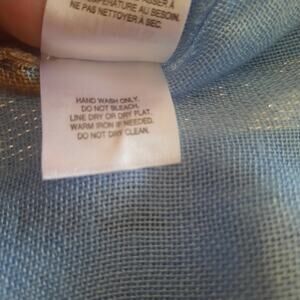 TEMPÉRATURE AU BESOIN.
NE PAS NETTOYER À SEC.
HAND WASH ONLY.
DO NOT BLEACH.
LINE DRY OR DRY FLAT.
WARM IRON IF NEEDED.
DO NOT DRY CLEAN.